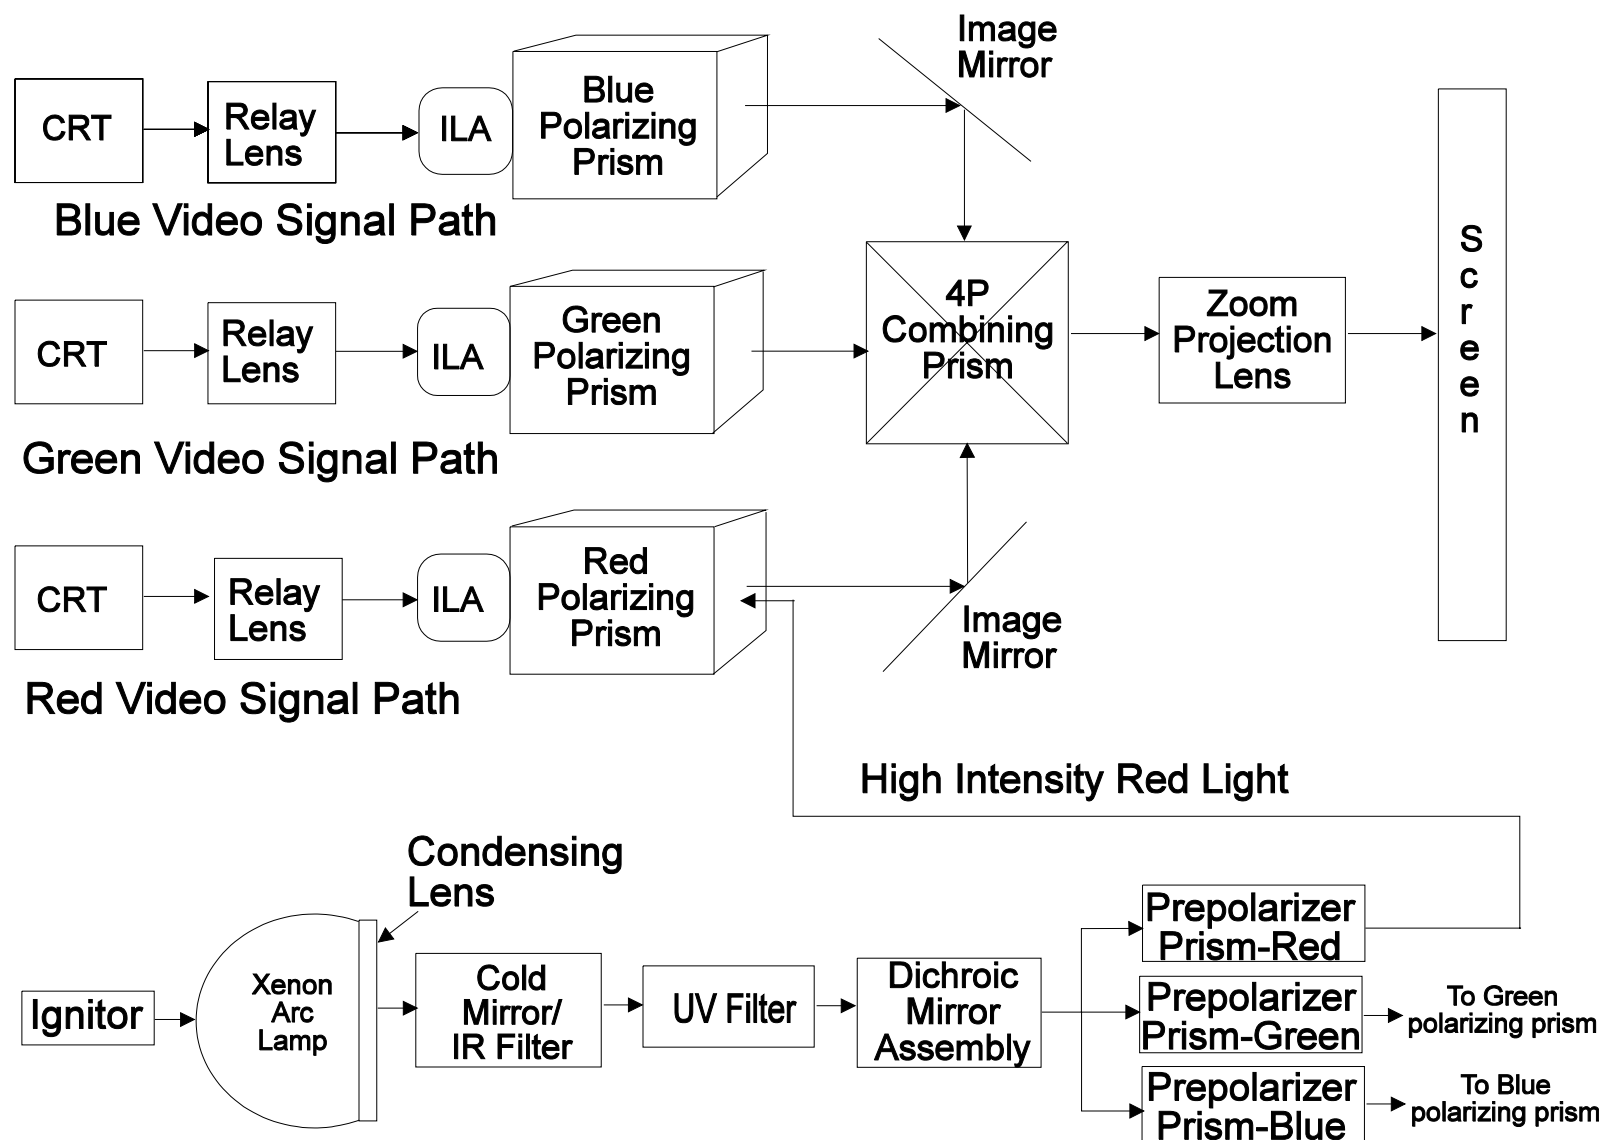 Image
Mirror
CRT
Relay
Lens
ILA
Blue
Polarizing
Prism
Blue Video Signal Path
CRT
Relay
Lens
ILA
Green
Polarizing
Prism
4P
Combining
Prism
Zoom
Projection
Lens
Screen
Green Video Signal Path
CRT
Relay
Lens
ILA
Red
Polarizing
Prism
Image
Mirror
Red Video Signal Path
High Intensity Red Light
Condensing
Lens
Ignitor
Xenon
Arc
Lamp
Cold
Mirror/
IR Filter
UV Filter
Dichroic
Mirror
Assembly
Prepolarizer
Prism-Red
Prepolarizer
Prism-Green
To Green
polarizing prism
Prepolarizer
Prism-Blue
To Blue
polarizing prism